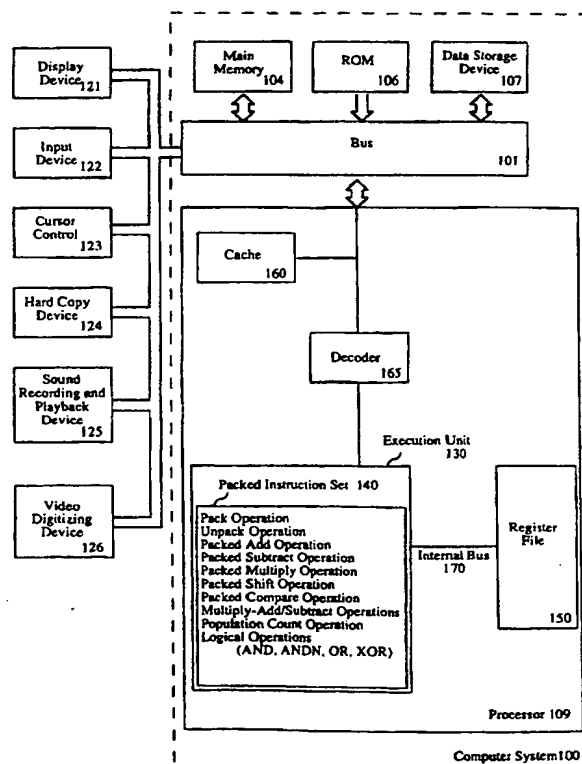 Display
Device
121
Input
Device
122
Cursor
Control
123
Hard Copy
Device
124
Sound
Recording and
Playback
Device
125
Video
Digitizing
Device
126
Main
Memory
104
ROM
106
Data Storage
Device
107
Bus
101
Cache
160
Decoder
165
Execution Unit
130
Packed Instruction Set 140
Pack Operation
Unpack Operation
Packed Add Operation
Packed Subtract Operation
Packed Multiply Operation
Packed Shift Operation
Packed Compare Operation
Multiply-Add/Subtract Operations
Population Count Operation
Logical Operations
(AND, ANDN, OR, XOR)
Internal Bus
170
Register
File
150
Processor 109
Computer System100